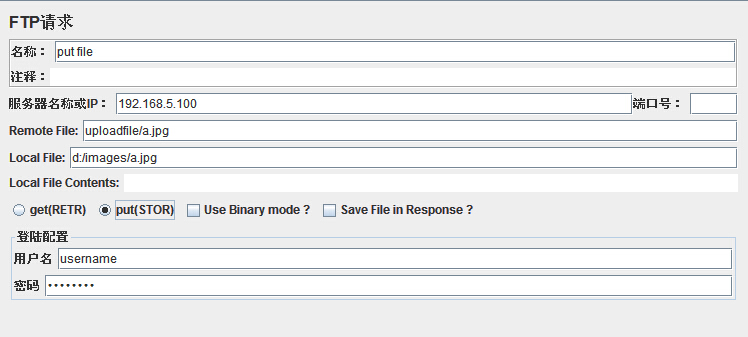 FTP请求
名称： put file
注释：
服务器名称或IP： 192.168.5.100 端口号：
Remote File: uploadfile/a.jpg
Local File: d:/images/a.jpg
Local File Contents:
get(RETR) put(STOR) Use Binary mode ? Save File in Response ?
登陆配置
用户名 username
密码 ••••••••